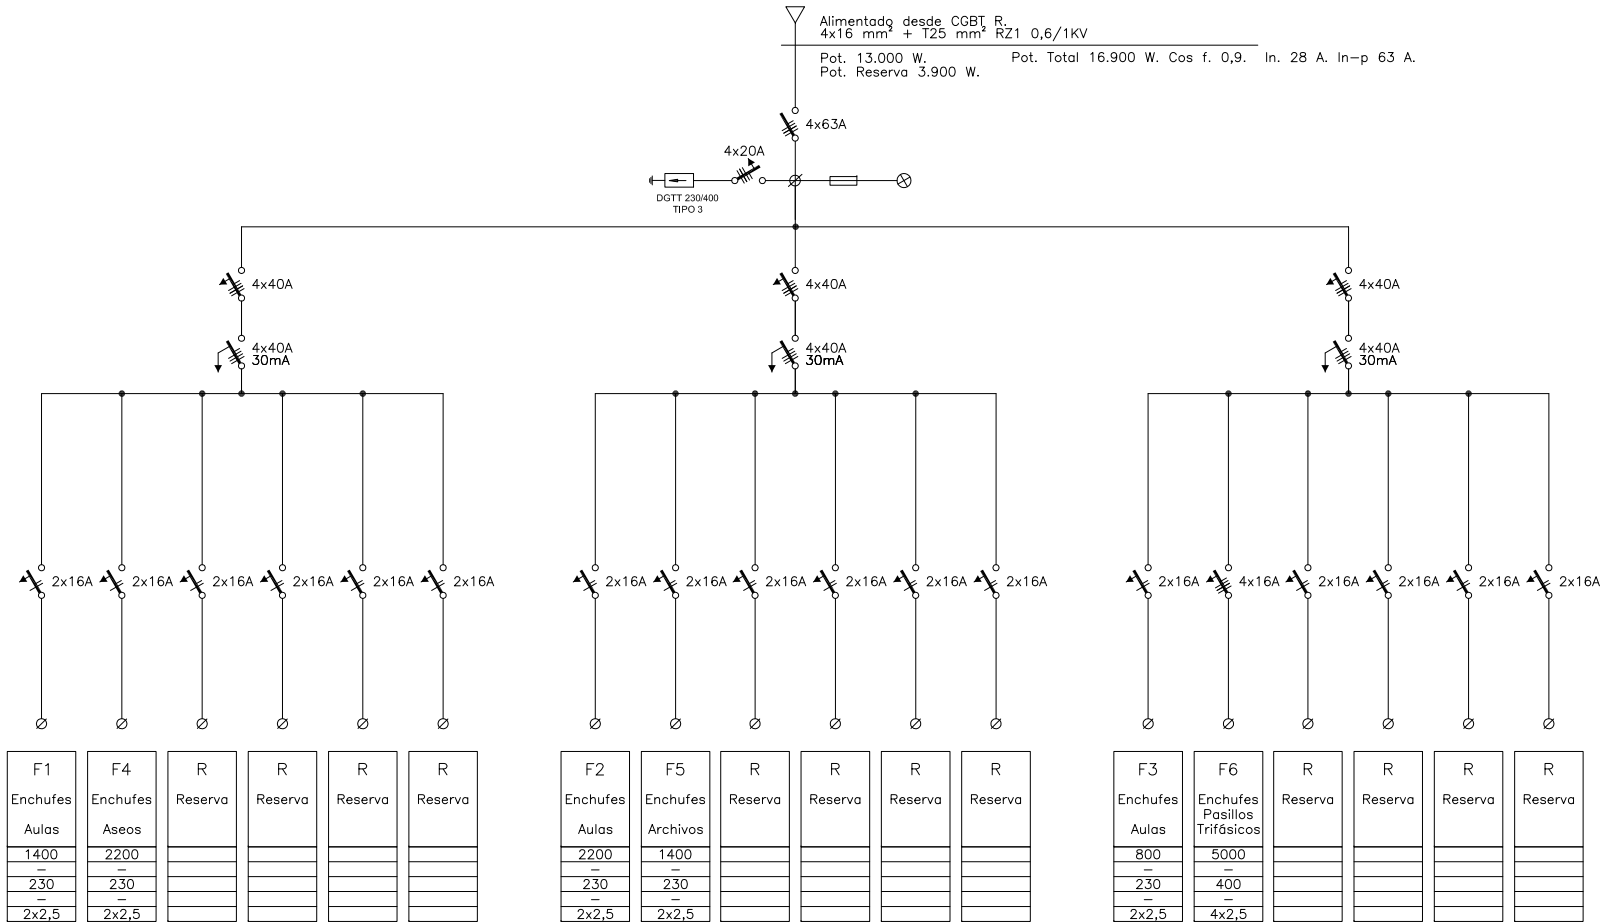 Alimentado desde CGBT R.
4x16 mm² + T25 mm² RZ1 0,6/1KV
Pot. 13.000 W. Pot. Total 16.900 W. Cos f. 0,9. In. 28 A. In-p 63 A.
Pot. Reserva 3.900 W.
4x63A
4x20A
DGTT 230/400
TIPO 3
4x40A 4x40A 4x40A
4x40A 4x40A 4x40A
30mA 30mA 30mA
2x16A 2x16A 2x16A 2x16A 2x16A 2x16A 2x16A 2x16A 2x16A 2x16A 2x16A 2x16A 2x16A 4x16A 2x16A 2x16A 2x16A 2x16A
F1 F4 R R R R F2 F5 R R R R F3 F6 R R R R
Enchufes Enchufes Reserva Reserva Reserva Reserva Enchufes Enchufes Reserva Reserva Reserva Reserva Enchufes Enchufes Reserva Reserva Reserva Reserva
Pasillos
Aulas Aseos Aulas Archivos Aulas Trifásicos
1400 2200 2200 1400 800 5000
– – – – – –
230 230 230 230 230 400
– – – – – –
2x2,5 2x2,5 2x2,5 2x2,5 2x2,5 4x2,5